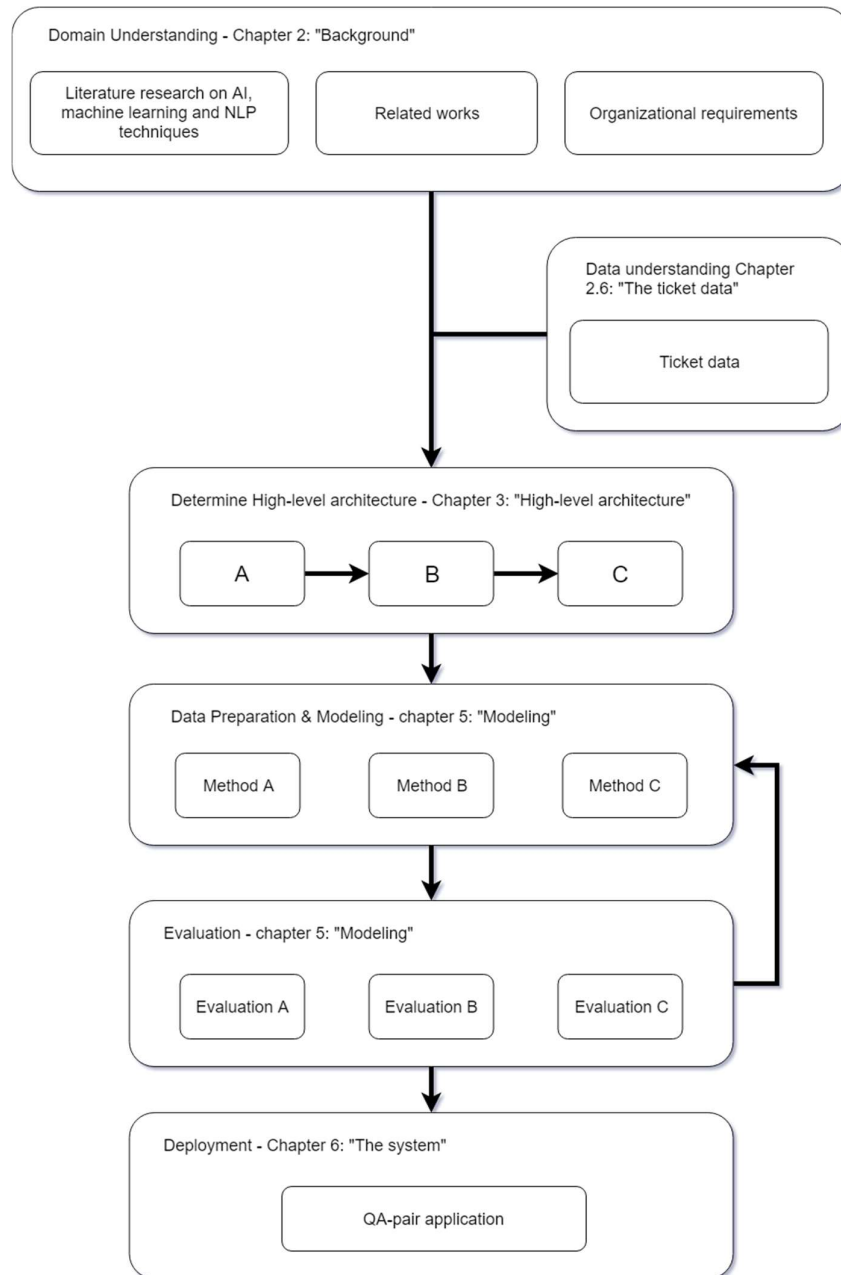 Domain Understanding - Chapter 2: "Background"
Literature research on AI,
machine learning and NLP
techniques
Related works
Organizational requirements
Data understanding Chapter
2.6: "The ticket data"
Ticket data
Determine High-level architecture - Chapter 3: "High-level architecture"
A
B
C
Data Preparation & Modeling - chapter 5: "Modeling"
Method A
Method B
Method C
Evaluation - chapter 5: "Modeling"
Evaluation A
Evaluation B
Evaluation C
Deployment - Chapter 6: "The system"
QA-pair application